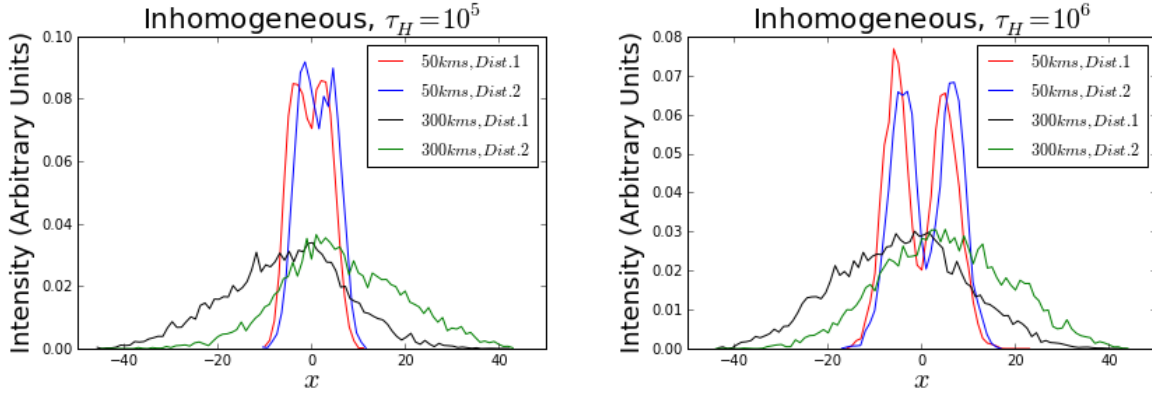 Inhomogeneous, τ_H = 10^5
Intensity (Arbitrary Units)
0.10
0.08
0.06
0.04
0.02
0.00
50kms, Dist.1
50kms, Dist.2
300kms, Dist.1
300kms, Dist.2
−40 −20 0 20 40
x
Inhomogeneous, τ_H = 10^6
Intensity (Arbitrary Units)
0.08
0.07
0.06
0.05
0.04
0.03
0.02
0.01
0.00
50kms, Dist.1
50kms, Dist.2
300kms, Dist.1
300kms, Dist.2
−40 −20 0 20 40
x